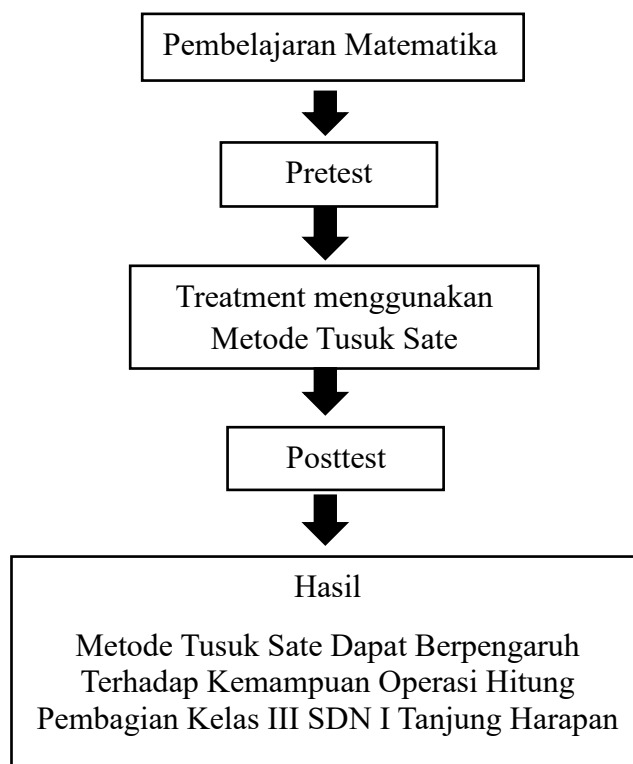 Pembelajaran Matematika
Pretest
Treatment menggunakan
Metode Tusuk Sate
Posttest
Hasil
Metode Tusuk Sate Dapat Berpengaruh
Terhadap Kemampuan Operasi Hitung
Pembagian Kelas III SDN I Tanjung Harapan